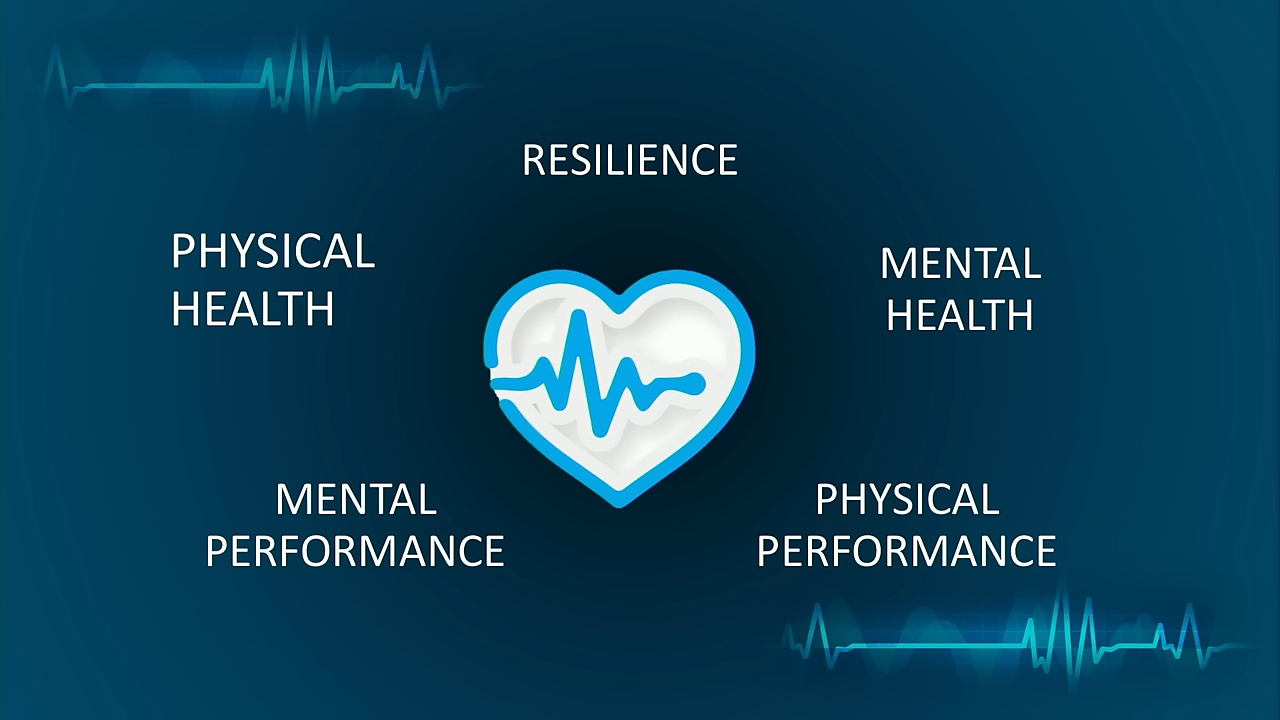 RESILIENCE
PHYSICAL
HEALTH
MENTAL
HEALTH
MENTAL
PERFORMANCE
PHYSICAL
PERFORMANCE